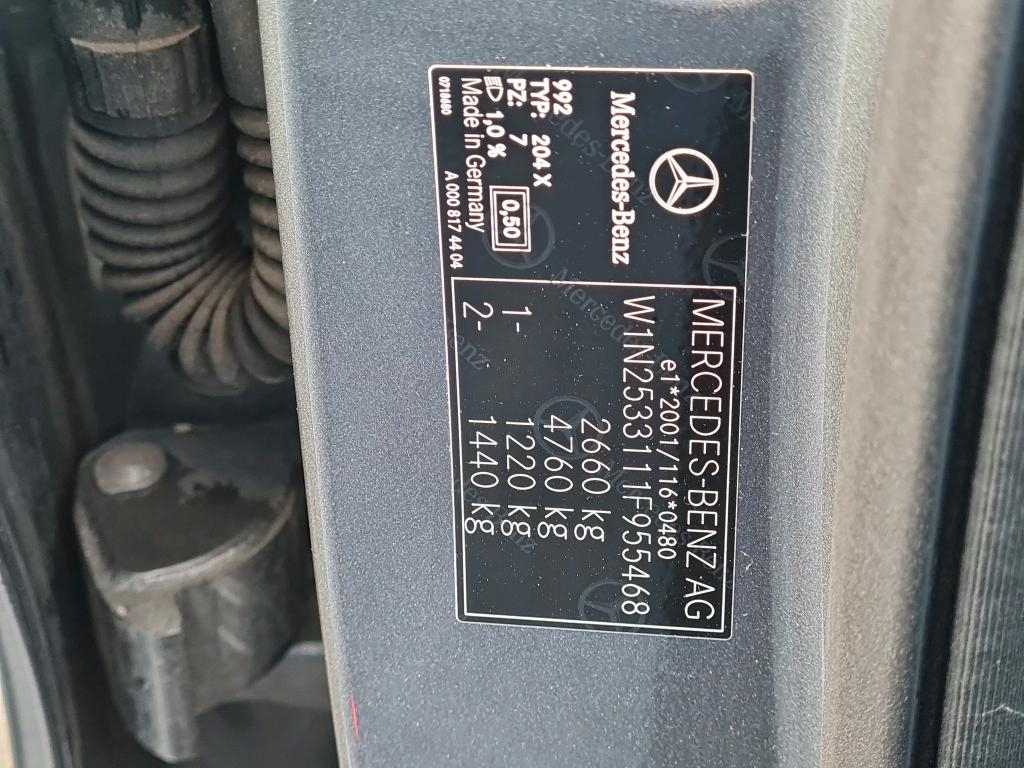 Mercedes-Benz
992
TYP: 204 X
PZ: 7
1,0 %
0,50
Made in Germany
A 000 817 44 04
MERCEDES-BENZ AG
e1*2001/116*0480
W1N2533111F955468
2660 kg
4760 kg
1- 1220 kg
2- 1440 kg